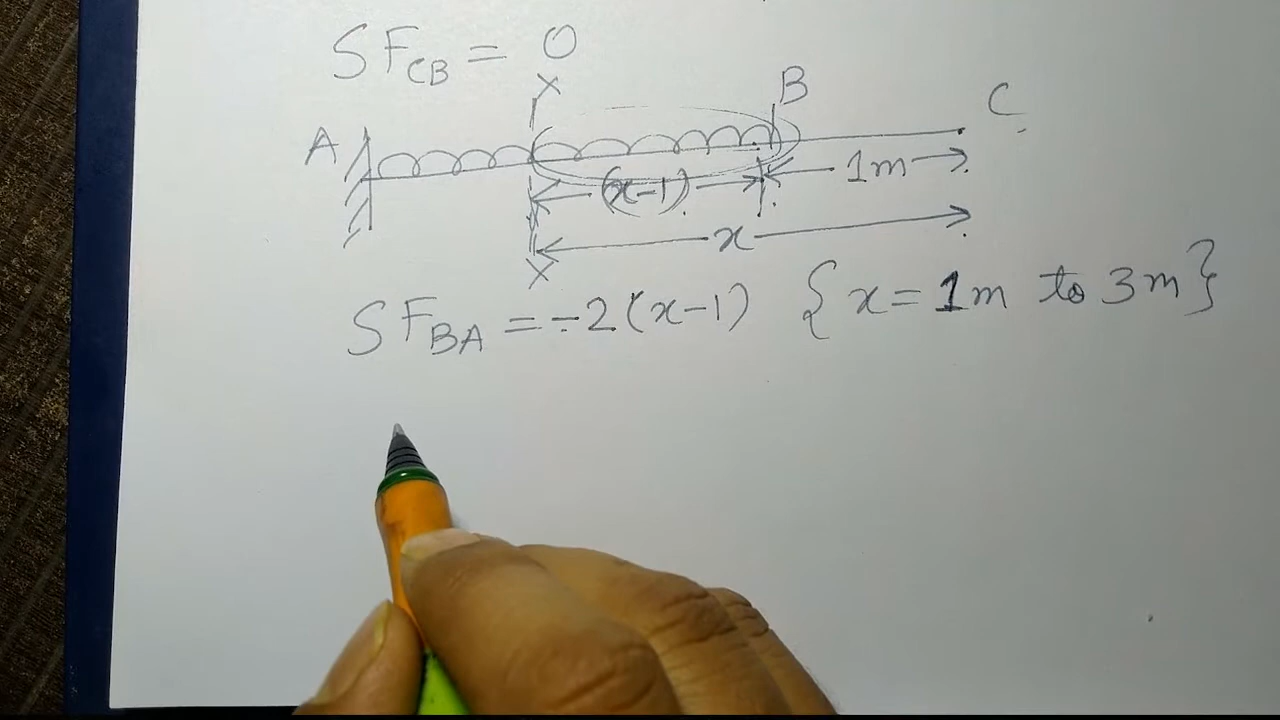 SF_CB = 0
X
B
C
A
(x-1)
1m
x
X
SF_BA = -2(x-1) {x = 1m to 3m}